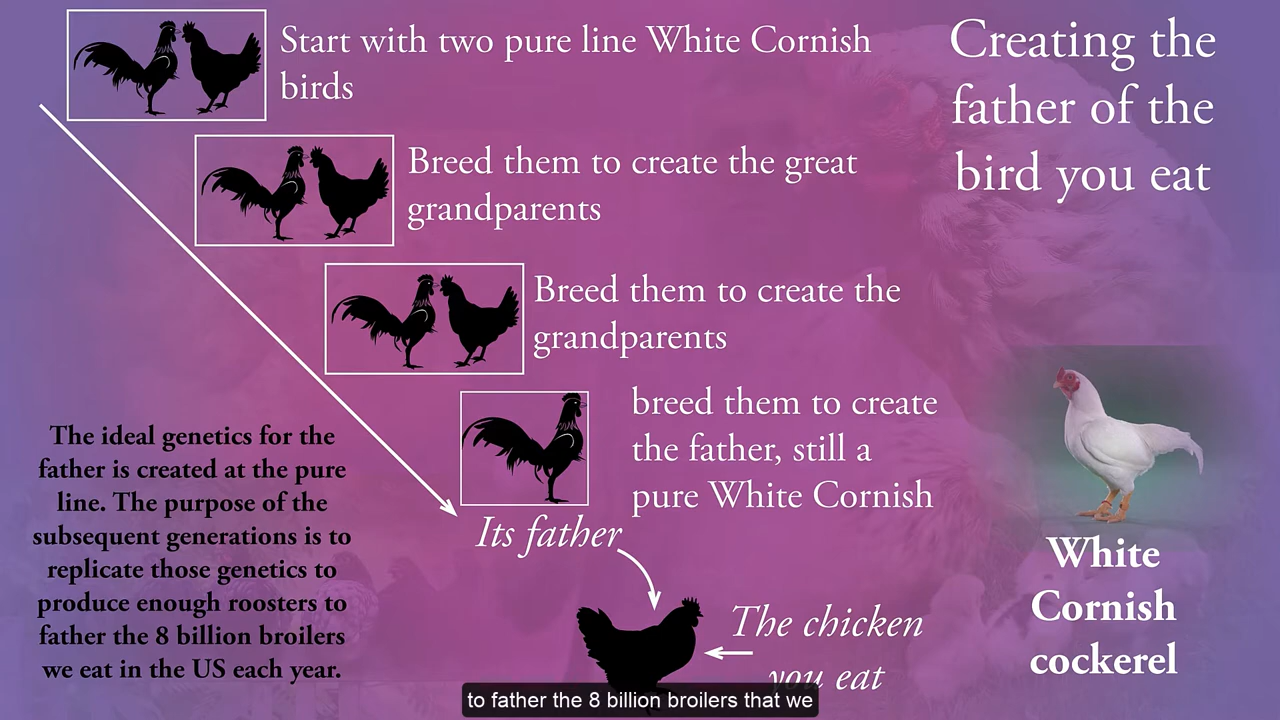 Start with two pure line White Cornish
birds
Creating the
father of the
bird you eat
Breed them to create the great
grandparents
Breed them to create the
grandparents
breed them to create
the father, still a
pure White Cornish
The ideal genetics for the
father is created at the pure
line. The purpose of the
subsequent generations is to
replicate those genetics to
produce enough roosters to
father the 8 billion broilers
we eat in the US each year.
Its father
White
Cornish
cockerel
The chicken
you eat
to father the 8 billion broilers that we